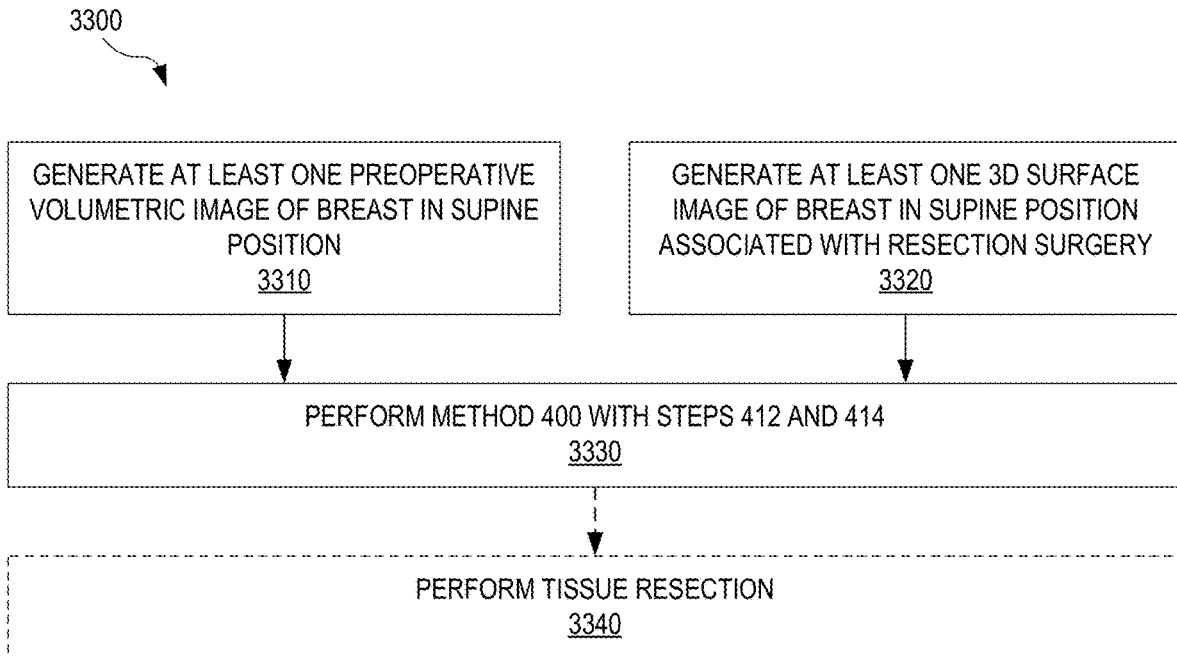 3300
GENERATE AT LEAST ONE PREOPERATIVE
VOLUMETRIC IMAGE OF BREAST IN SUPINE
POSITION
3310
GENERATE AT LEAST ONE 3D SURFACE
IMAGE OF BREAST IN SUPINE POSITION
ASSOCIATED WITH RESECTION SURGERY
3320
PERFORM METHOD 400 WITH STEPS 412 AND 414
3330
PERFORM TISSUE RESECTION
3340